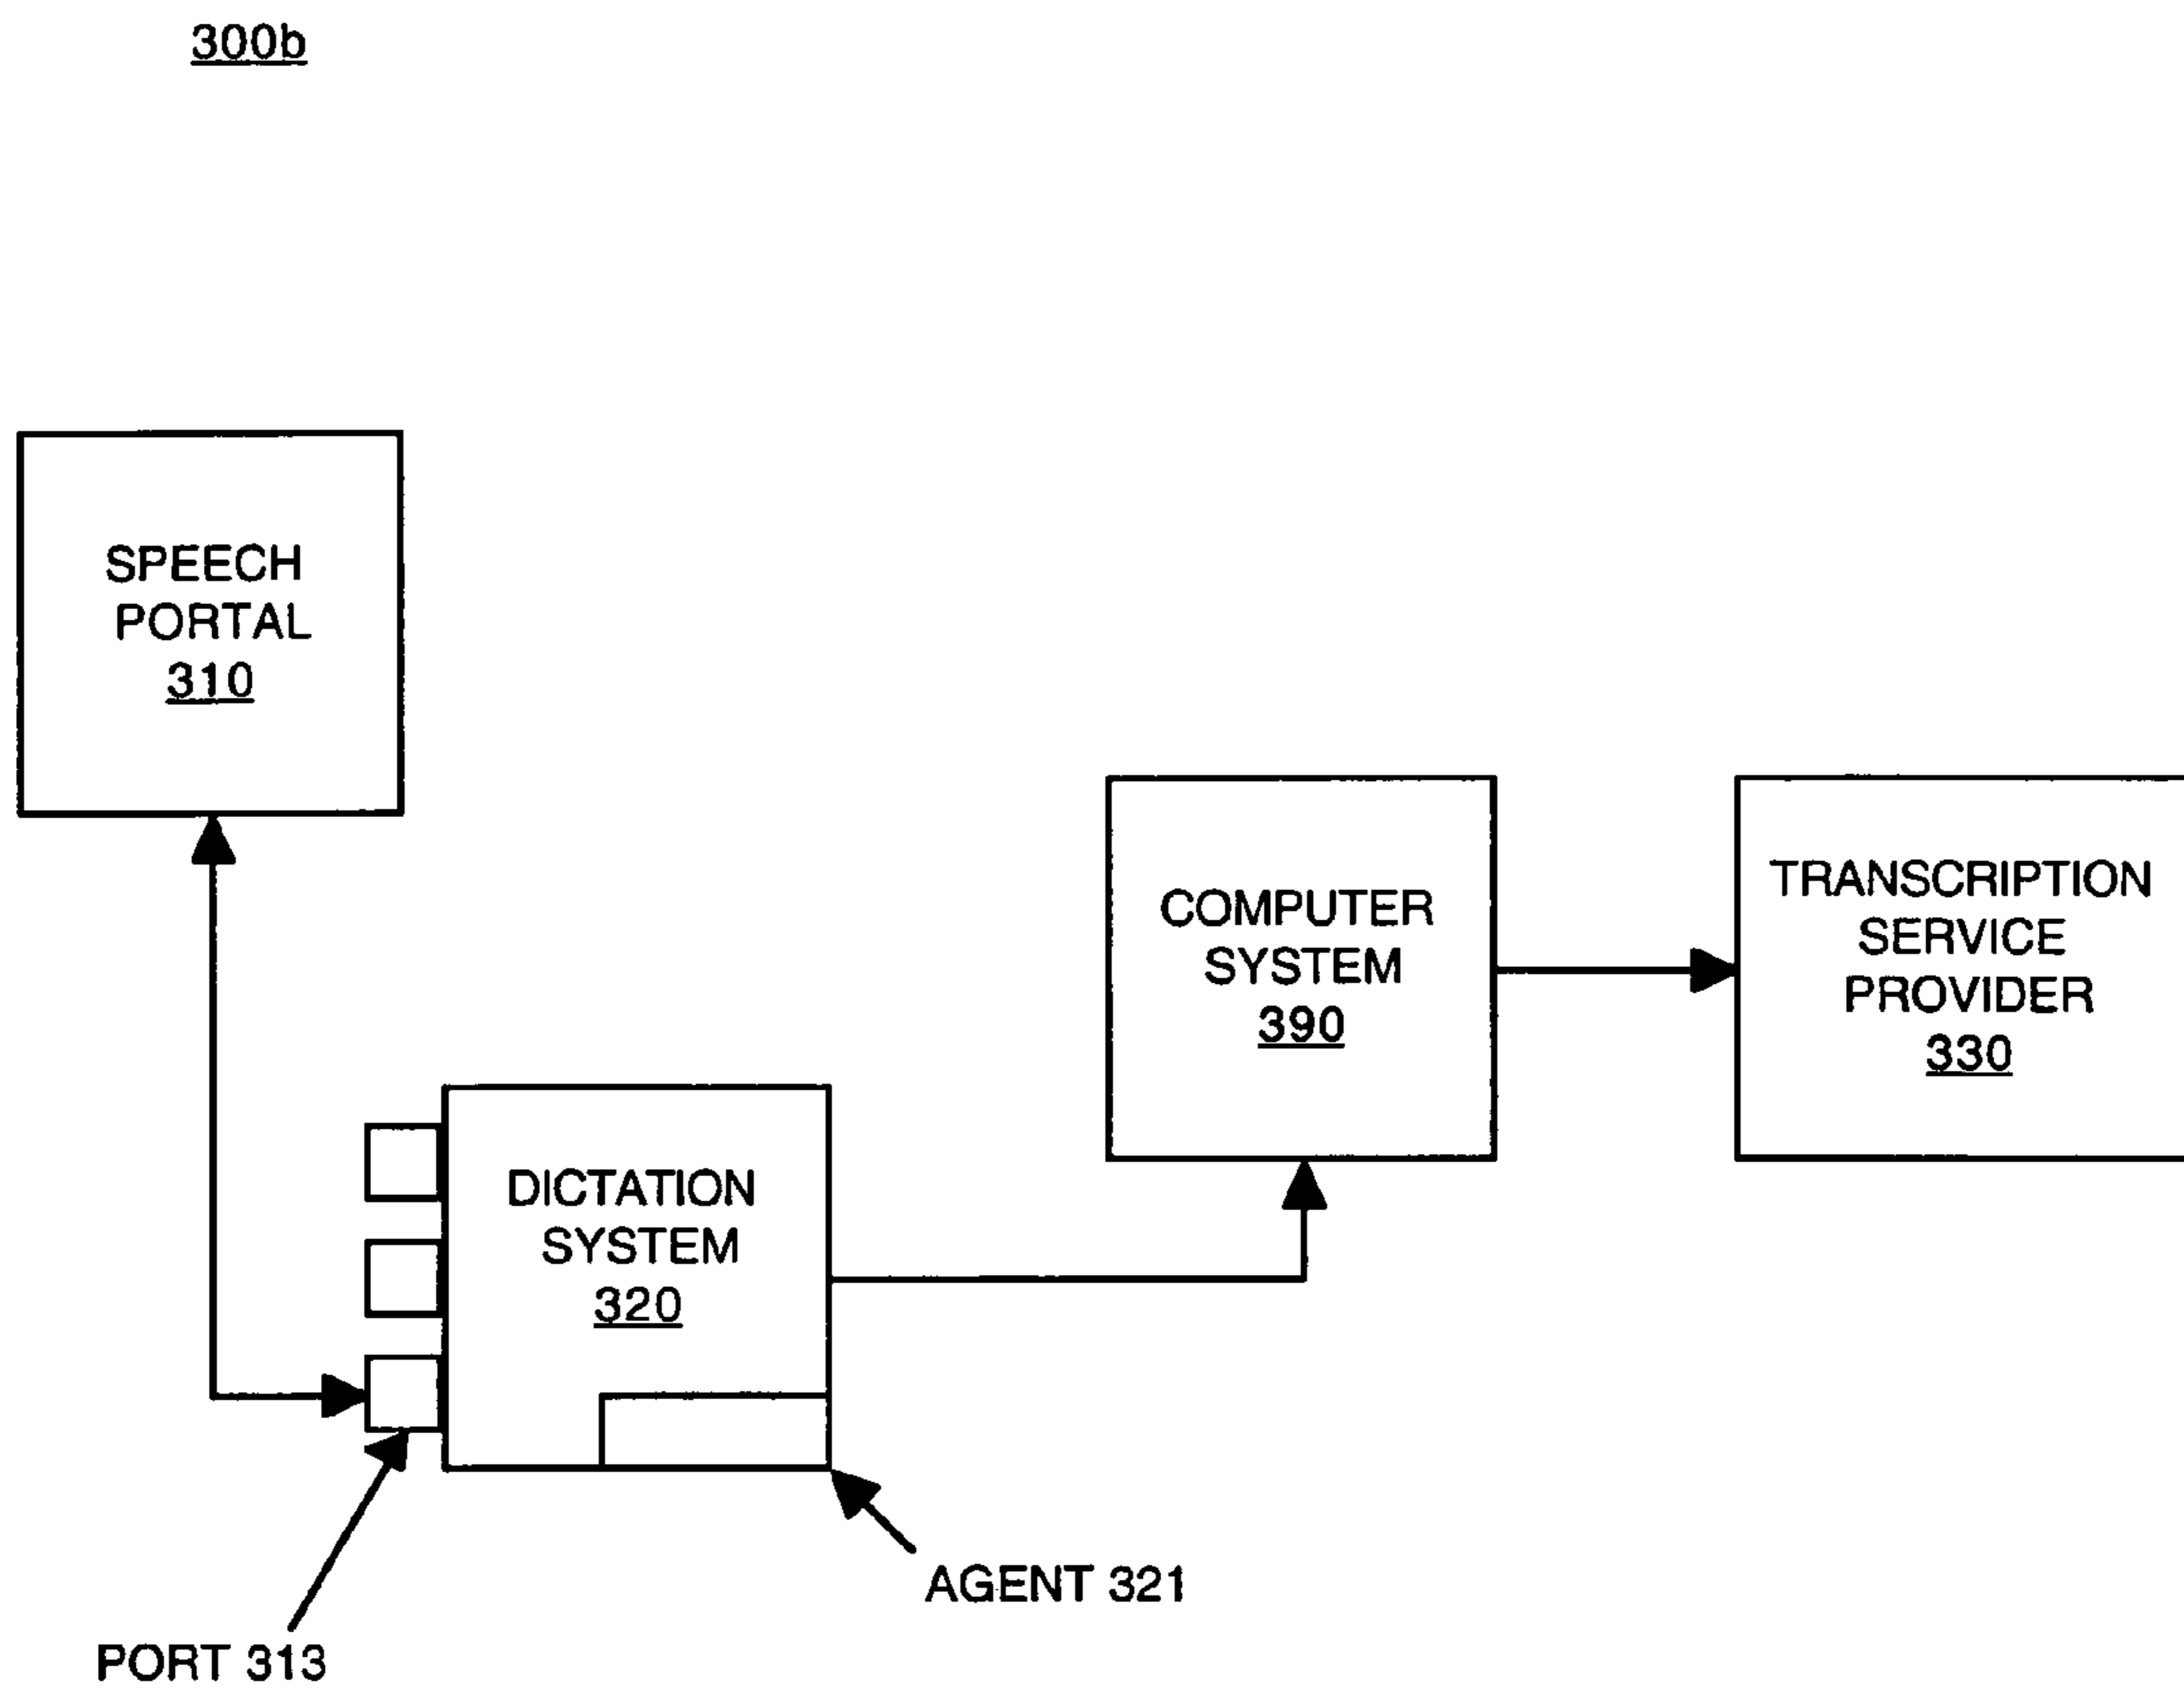 300b
SPEECH
PORTAL
310
COMPUTER
SYSTEM
390
TRANSCRIPTION
SERVICE
PROVIDER
330
DICTATION
SYSTEM
320
AGENT 321
PORT 313